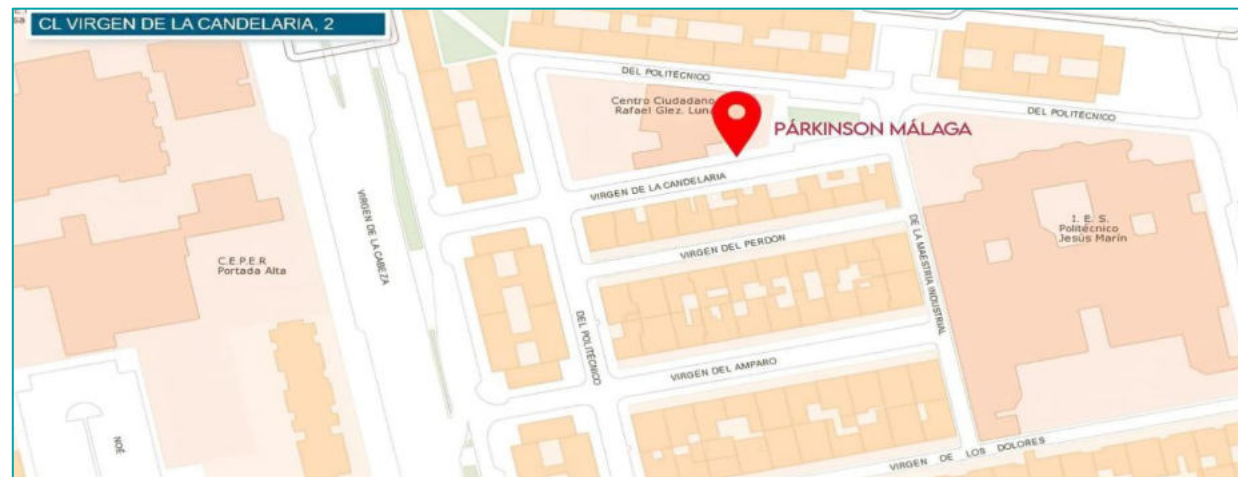 CL VIRGEN DE LA CANDELARIA, 2
DEL POLITÉCNICO
Centro Ciudadano
Rafael Glez. Luna
PÁRKINSON MÁLAGA
DEL POLITÉCNICO
VIRGEN DE LA CANDELARIA
VIRGEN DE LA CABEZA
C.E.P.E.R
Portada Alta
VIRGEN DEL PERDÓN
DE LA MAESTRIA INDUSTRIAL
I. E. S.
Politécnico
Jesús Marín
DEL POLITÉCNICO
VIRGEN DEL AMPARO
NOÉ
VIRGEN DE LOS DOLORES